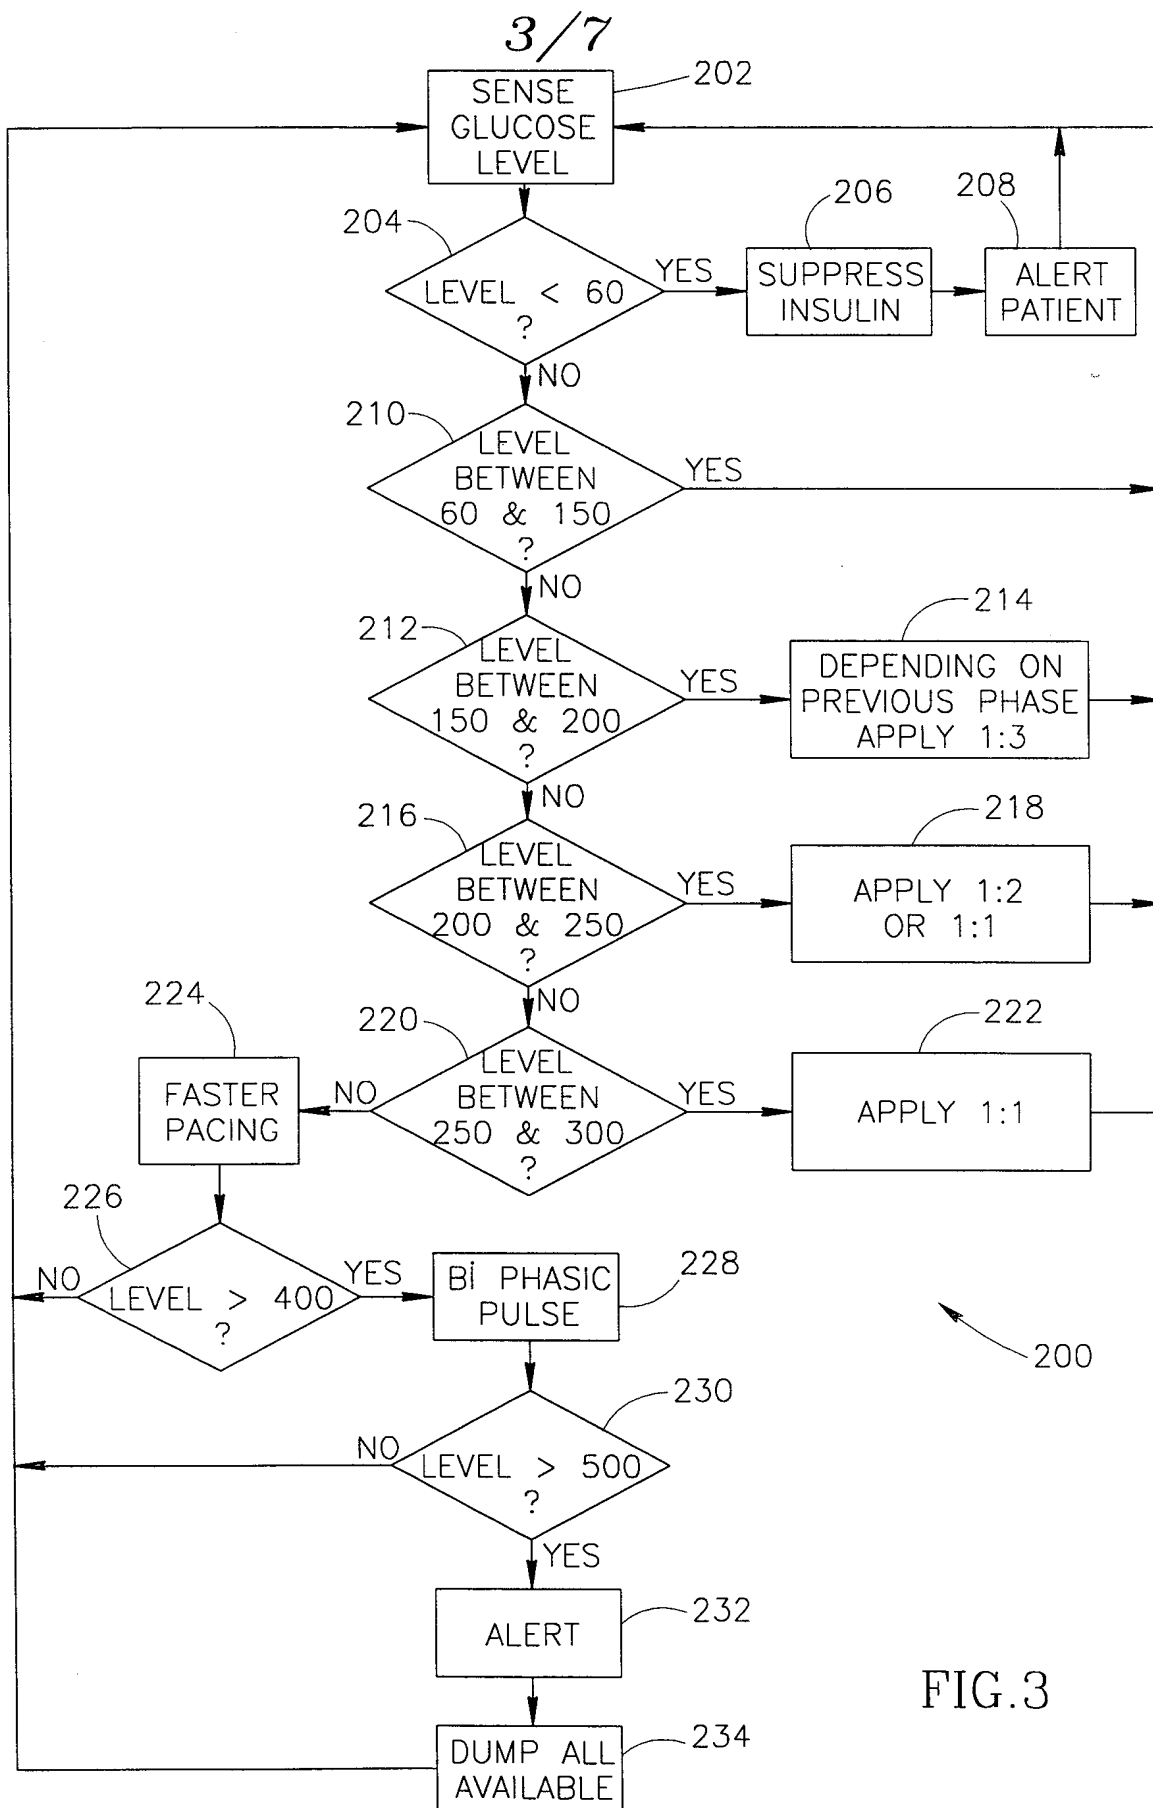 3/7
SENSE
GLUCOSE
LEVEL
202
204
LEVEL < 60
?
YES
NO
206
SUPPRESS
INSULIN
208
ALERT
PATIENT
210
LEVEL
BETWEEN
60 & 150
?
YES
NO
212
LEVEL
BETWEEN
150 & 200
?
YES
NO
214
DEPENDING ON
PREVIOUS PHASE
APPLY 1:3
216
LEVEL
BETWEEN
200 & 250
?
YES
NO
218
APPLY 1:2
OR 1:1
220
LEVEL
BETWEEN
250 & 300
?
YES
NO
222
APPLY 1:1
224
FASTER
PACING
226
LEVEL > 400
?
NO
YES
228
Bi PHASIC
PULSE
200
230
LEVEL > 500
?
NO
YES
232
ALERT
234
DUMP ALL
AVAILABLE
FIG.3